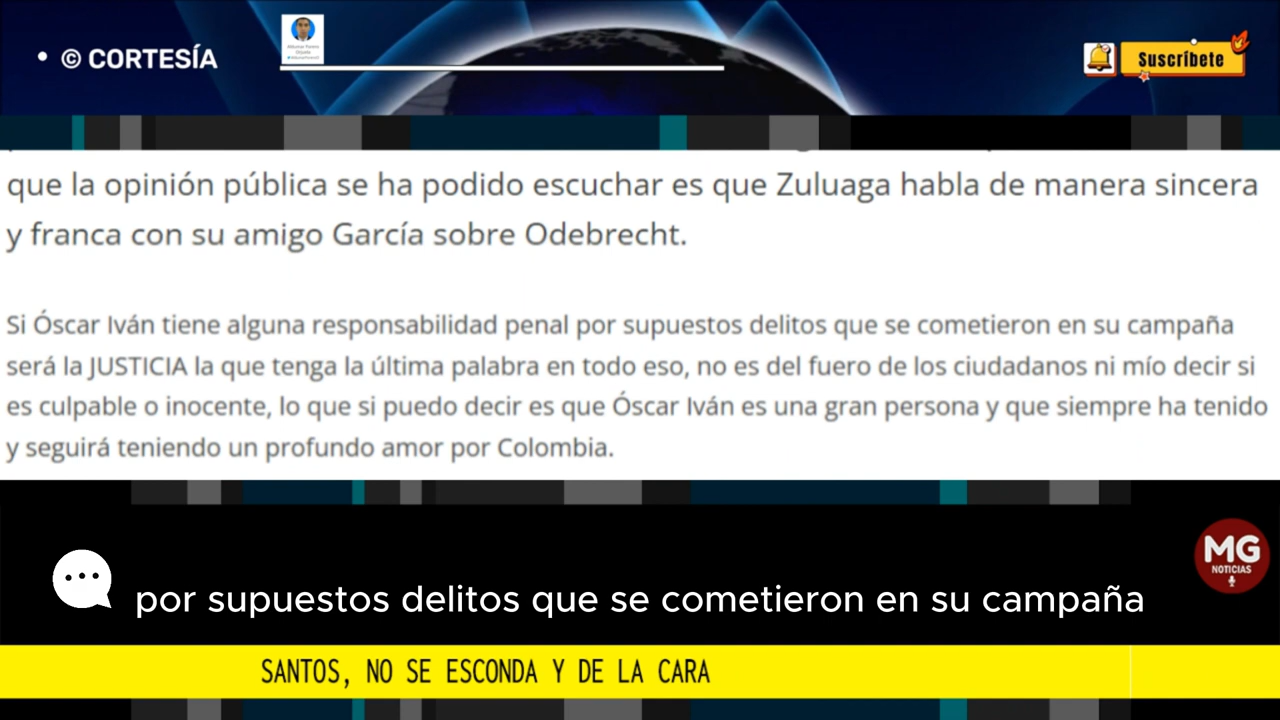 • © CORTESÍA
Suscríbete
que la opinión pública se ha podido escuchar es que Zuluaga habla de manera sincera
y franca con su amigo García sobre Odebrecht.
Si Óscar Iván tiene alguna responsabilidad penal por supuestos delitos que se cometieron en su campaña
será la JUSTICIA la que tenga la última palabra en todo eso, no es del fuero de los ciudadanos ni mío decir si
es culpable o inocente, lo que si puedo decir es que Óscar Iván es una gran persona y que siempre ha tenido
y seguirá teniendo un profundo amor por Colombia.
MG
NOTICIAS
por supuestos delitos que se cometieron en su campaña
SANTOS, NO SE ESCONDA Y DE LA CARA